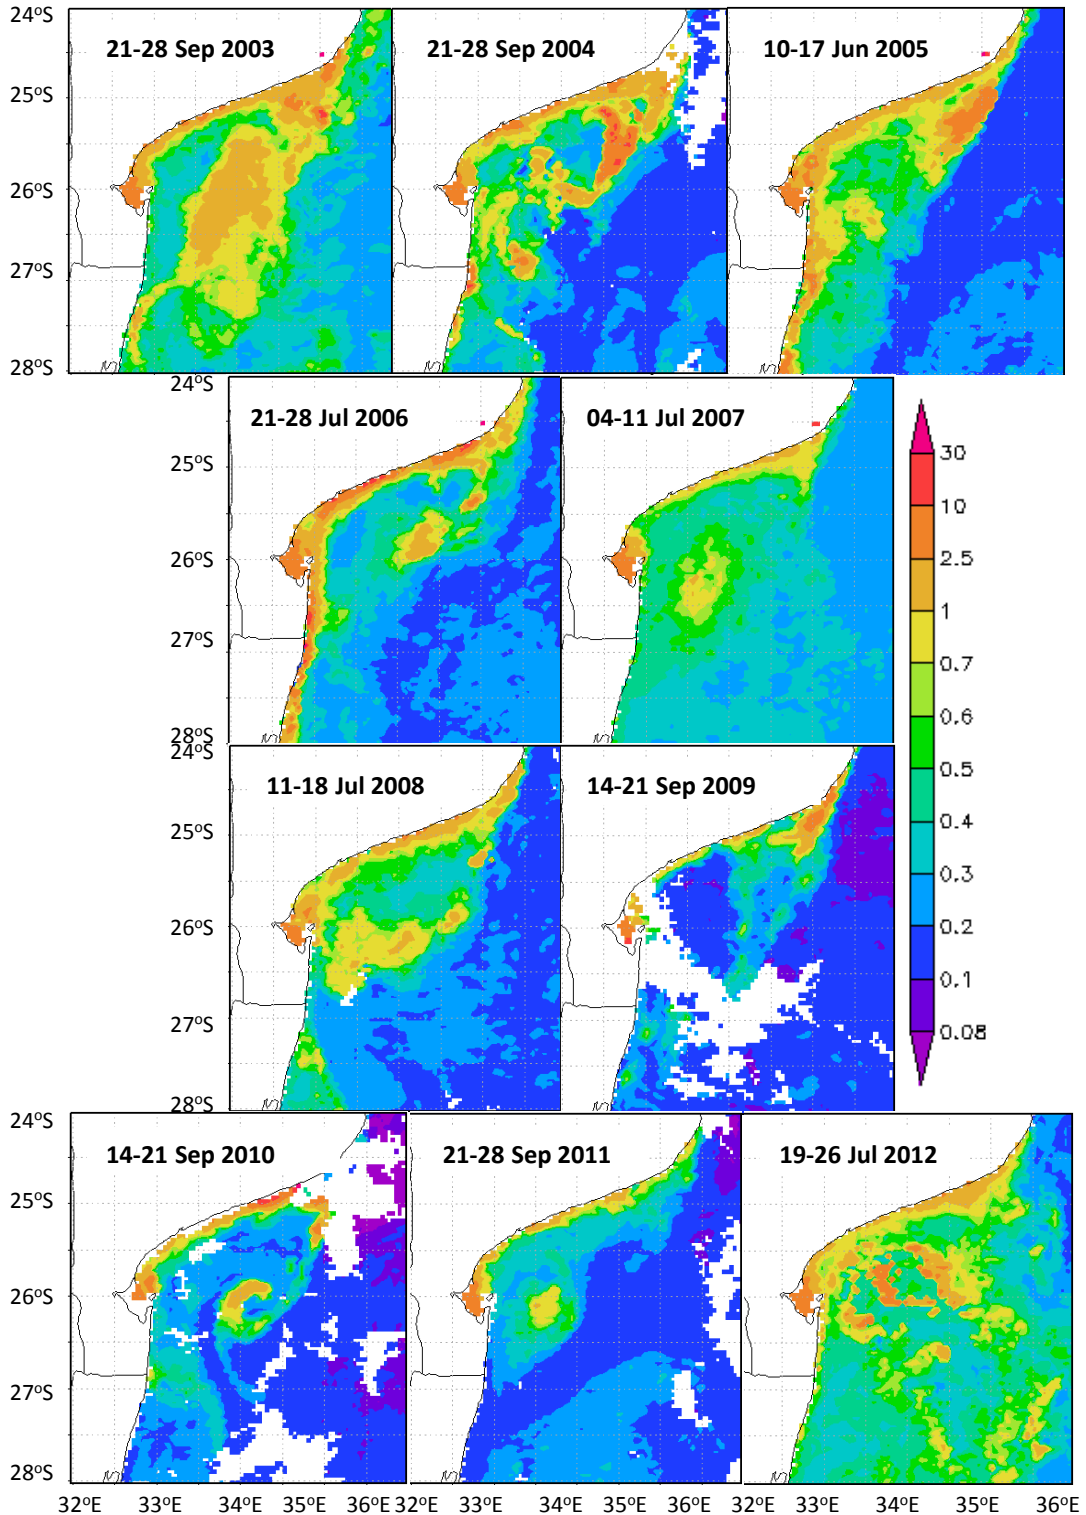 24°S
21-28 Sep 2003
21-28 Sep 2004
10-17 Jun 2005
25°S
26°S
27°S
28°S
24°S
21-28 Jul 2006
04-11 Jul 2007
25°S
26°S
27°S
28°S
30
10
2.5
1
0.7
0.6
0.5
0.4
0.3
0.2
0.1
0.08
24°S
11-18 Jul 2008
14-21 Sep 2009
25°S
26°S
27°S
28°S
24°S
14-21 Sep 2010
21-28 Sep 2011
19-26 Jul 2012
25°S
26°S
27°S
28°S
32°E 33°E 34°E 35°E 36°E 32°E 33°E 34°E 35°E 36°E 32°E 33°E 34°E 35°E 36°E